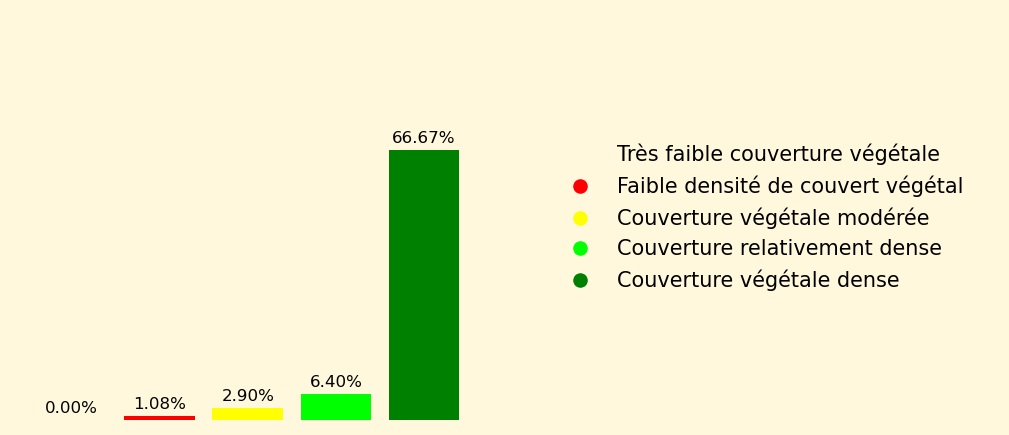 0.00%
1.08%
2.90%
6.40%
66.67%
Très faible couverture végétale
Faible densité de couvert végétal
Couverture végétale modérée
Couverture relativement dense
Couverture végétale dense